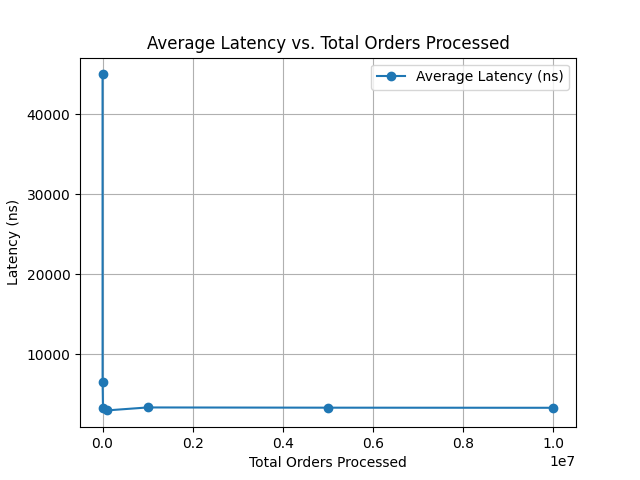 Average Latency vs. Total Orders Processed
Average Latency (ns)
Latency (ns)
40000
30000
20000
10000
0.0 0.2 0.4 0.6 0.8 1.0
1e7
Total Orders Processed